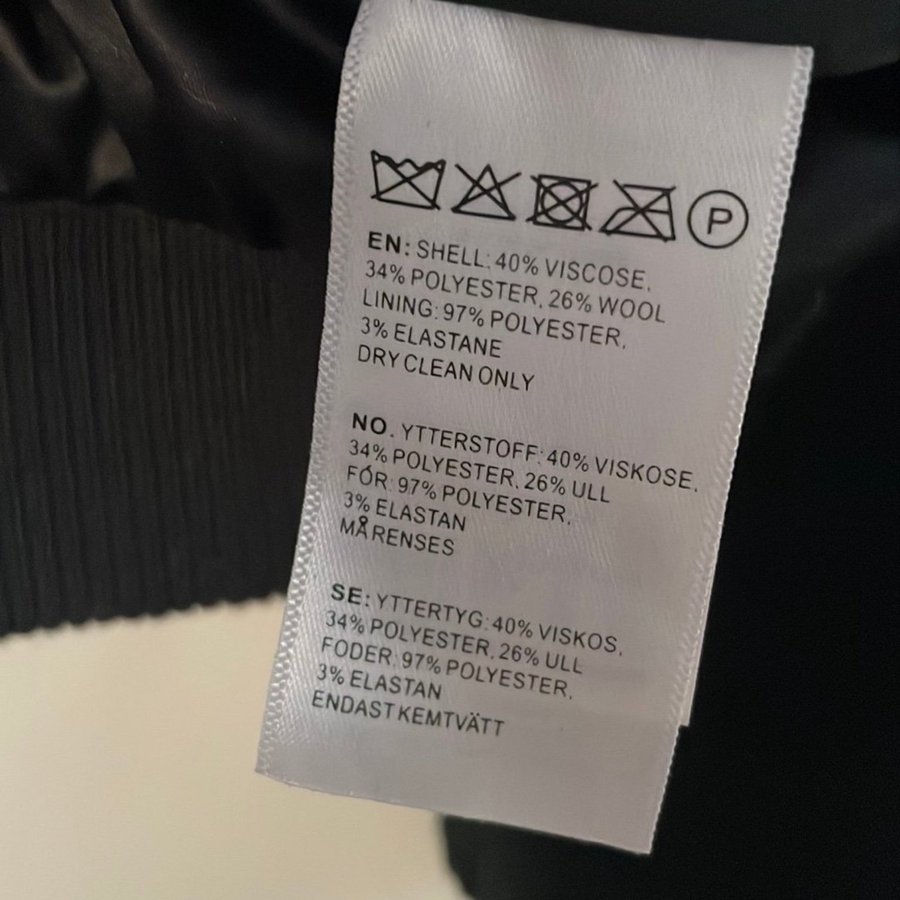 P
EN: SHELL: 40% VISCOSE,
34% POLYESTER, 26% WOOL
LINING: 97% POLYESTER,
3% ELASTANE
DRY CLEAN ONLY
NO. YTTERSTOFF: 40% VISKOSE,
34% POLYESTER, 26% ULL
FÓR: 97% POLYESTER,
3% ELASTAN
MÅ RENSES
SE: YTTERTYG: 40% VISKOS,
34% POLYESTER, 26% ULL
FODER: 97% POLYESTER,
3% ELASTAN
ENDAST KEMTVÄTT